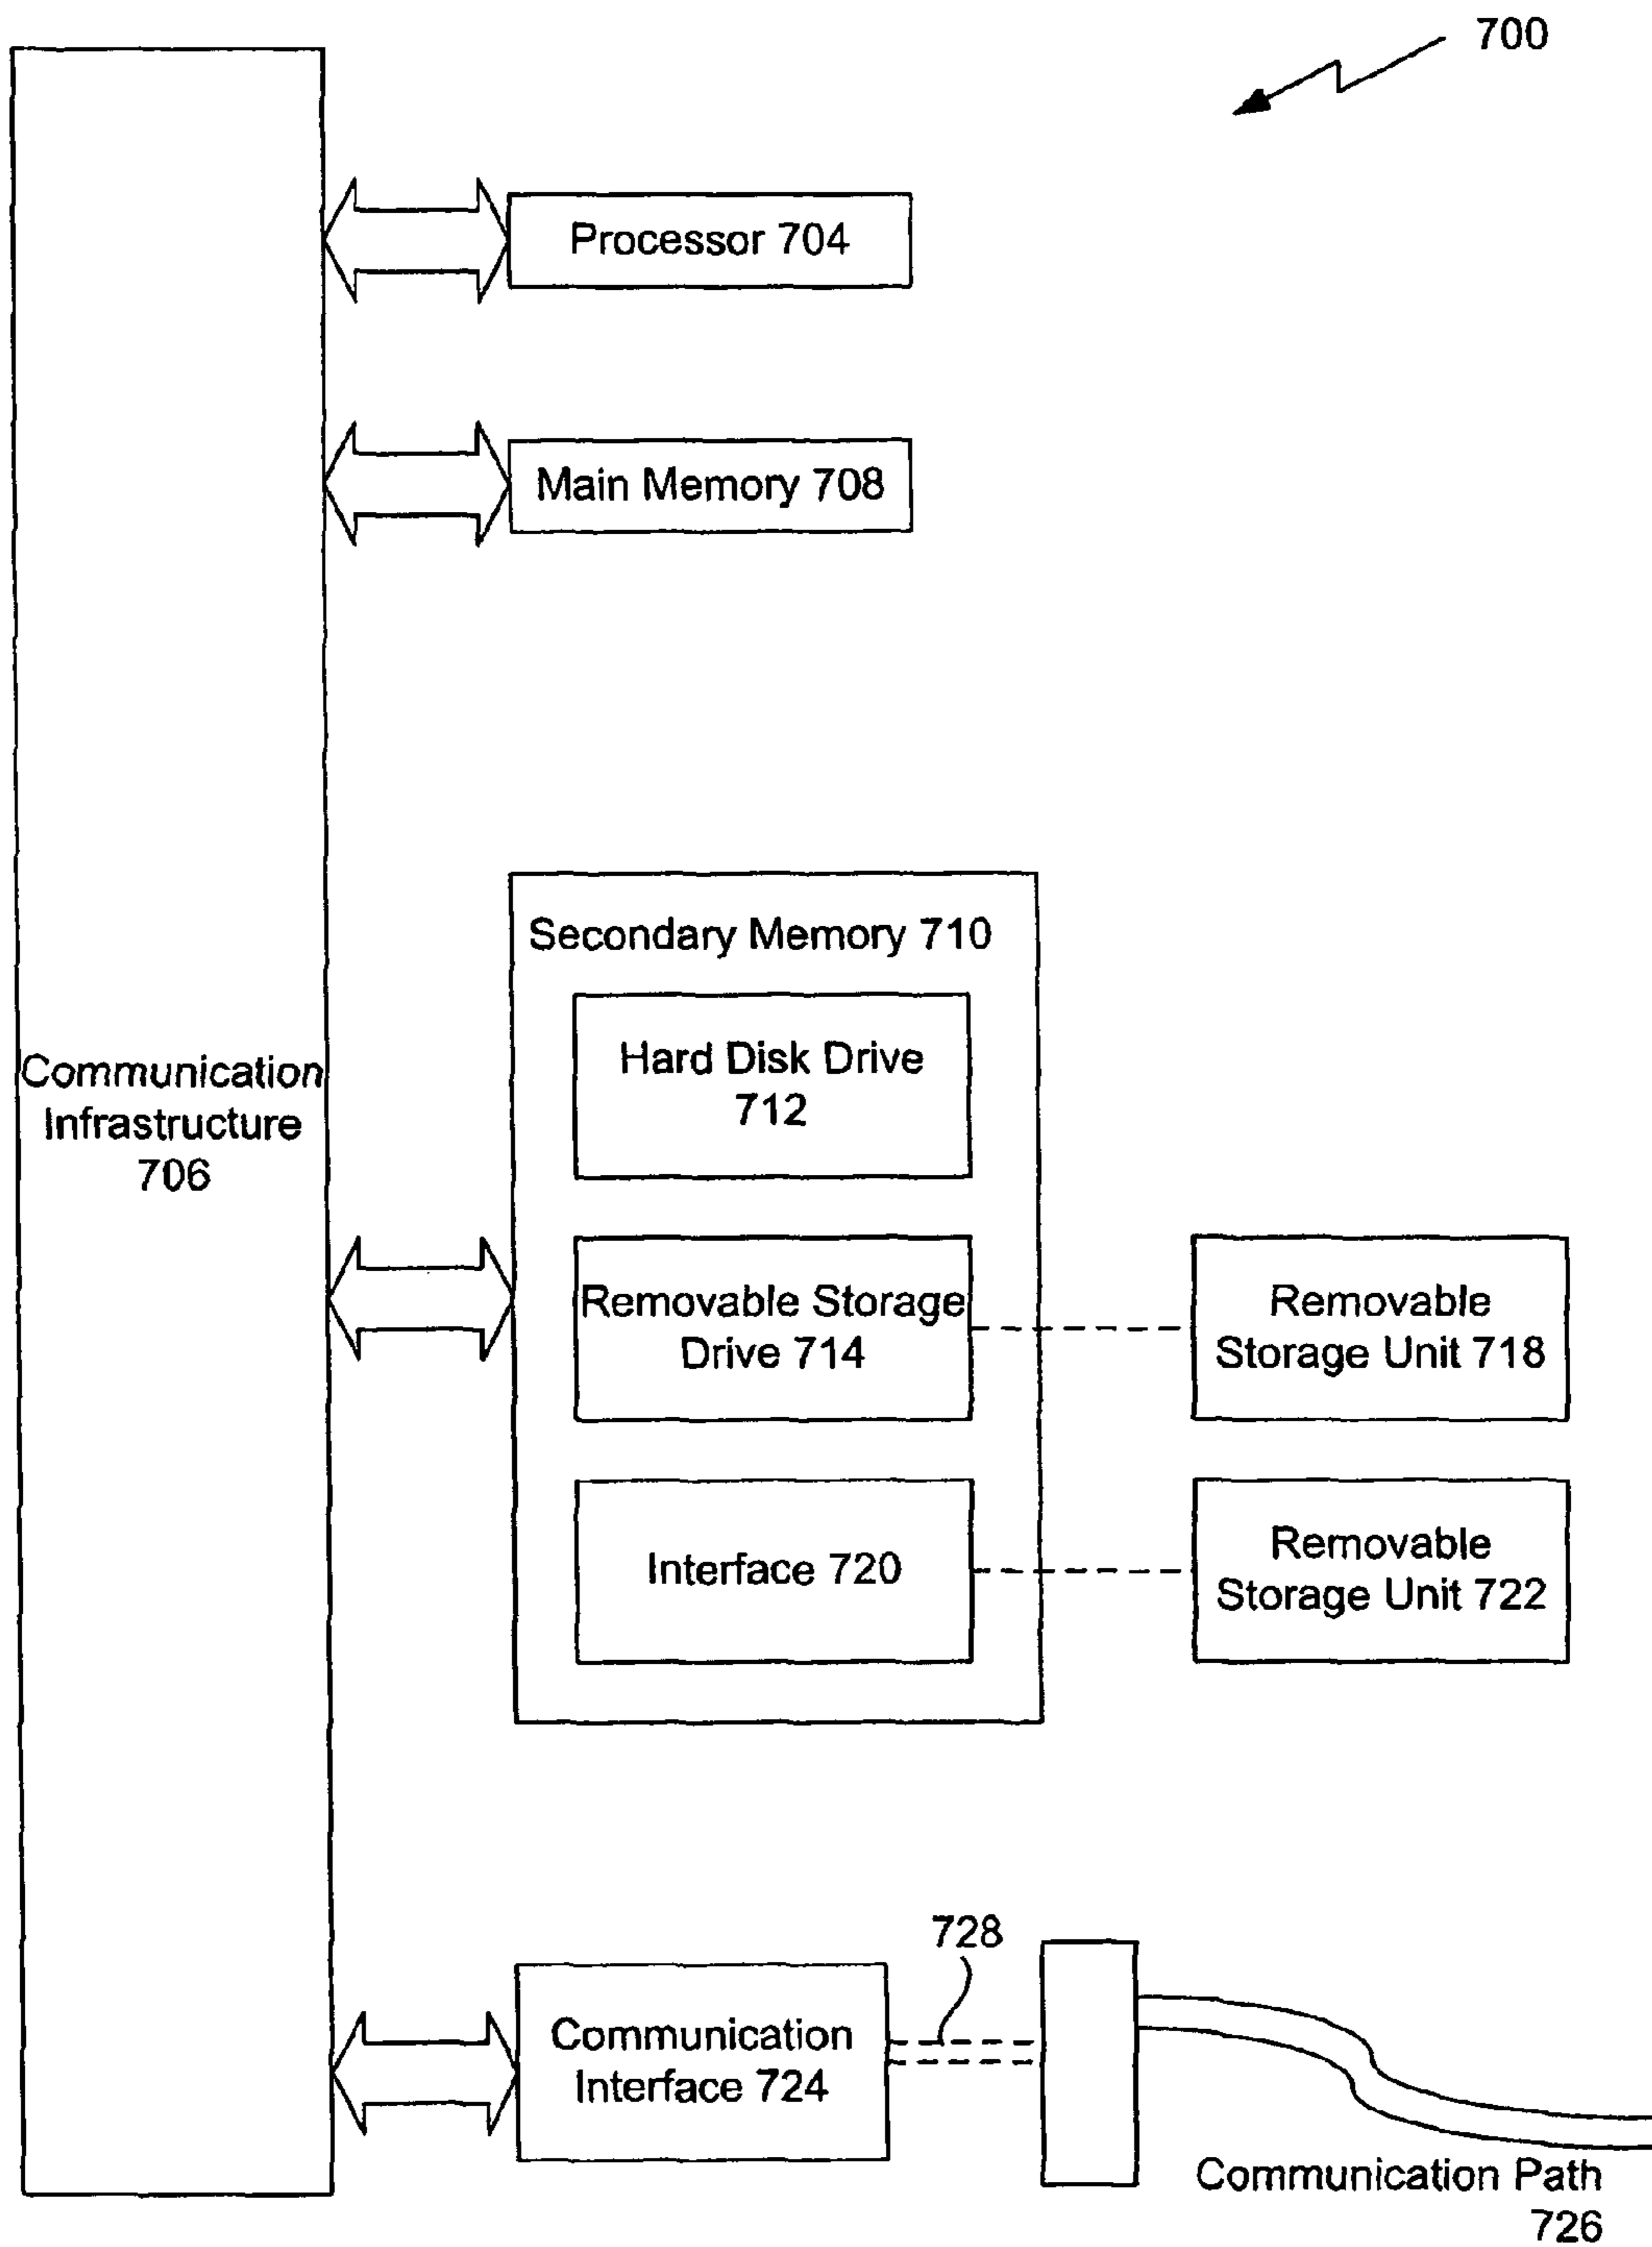 700
Processor 704
Main Memory 708
Secondary Memory 710
Hard Disk Drive
712
Communication
Infrastructure
706
Removable Storage
Drive 714
Removable
Storage Unit 718
Interface 720
Removable
Storage Unit 722
728
Communication
Interface 724
Communication Path
726